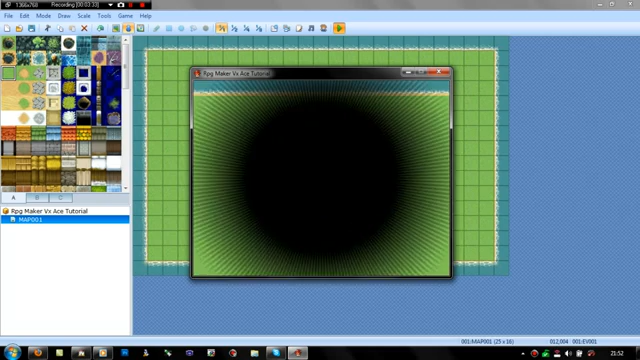 1366x768 Recording [00:03:33]
File Edit Mode Draw Scale Tools Game Help
Rpg Maker Vx Ace Tutorial
A B C
Rpg Maker Vx Ace Tutorial
MAP001
001:MAP001 (25 x 16) 012,004 001:EV001
21:52